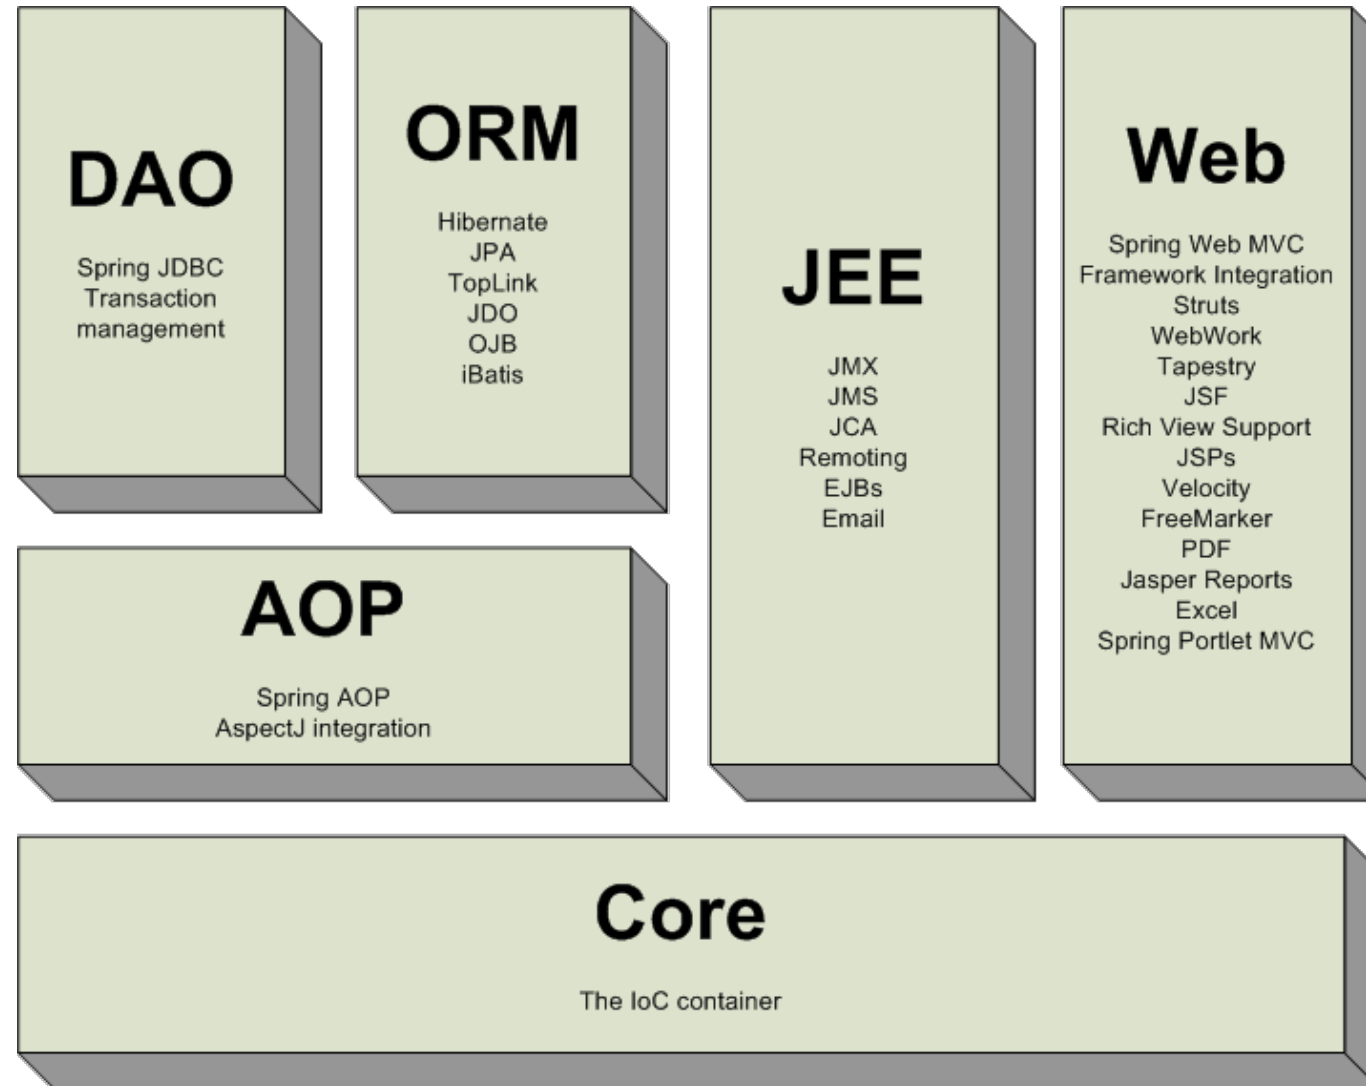 DAO
Spring JDBC
Transaction
management
ORM
Hibernate
JPA
TopLink
JDO
OJB
iBatis
JEE
JMX
JMS
JCA
Remoting
EJBs
Email
Web
Spring Web MVC
Framework Integration
Struts
WebWork
Tapestry
JSF
Rich View Support
JSPs
Velocity
FreeMarker
PDF
Jasper Reports
Excel
Spring Portlet MVC
AOP
Spring AOP
AspectJ integration
Core
The IoC container